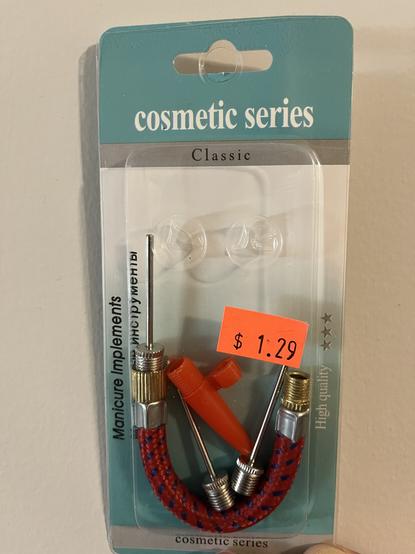 cosmetic series
Classic
Manicure Implements
инструменты
$ 1.29
High quality
cosmetic series